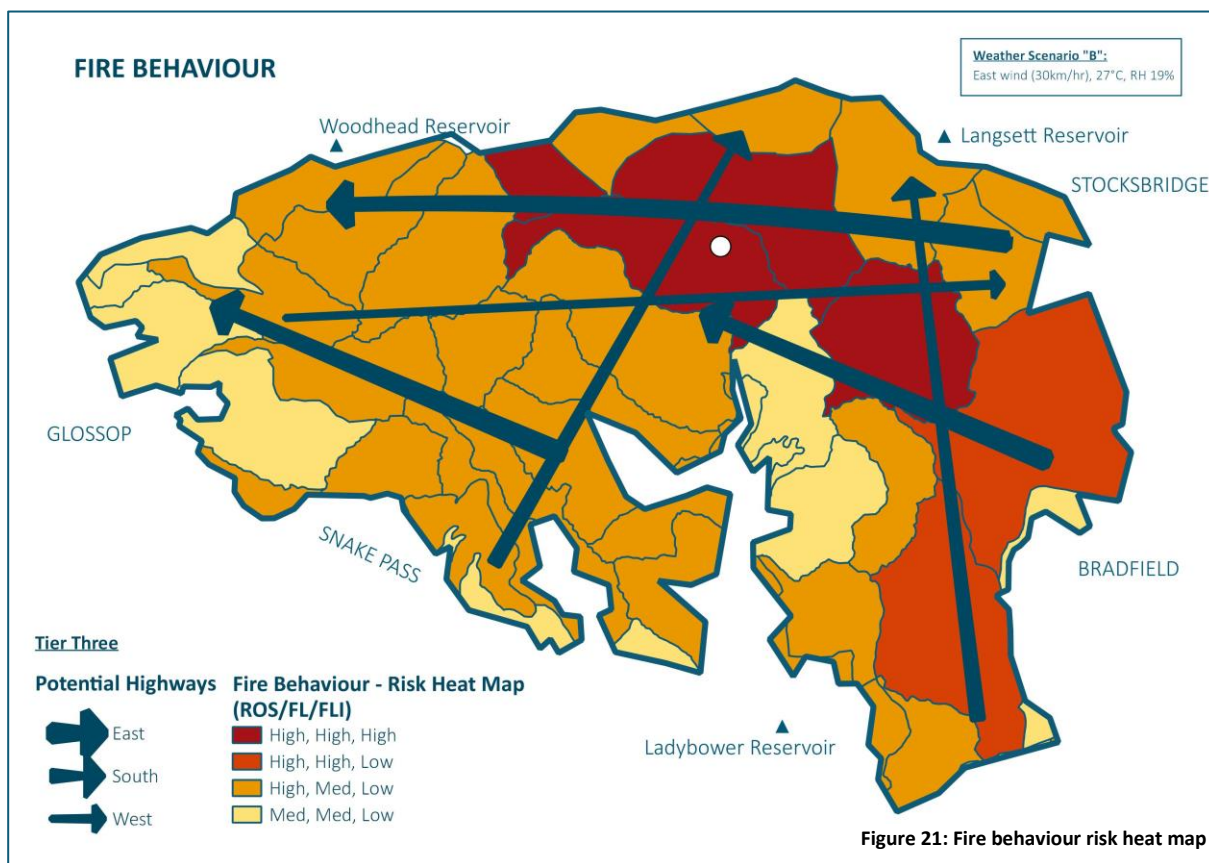 FIRE BEHAVIOUR
Weather Scenario "B":
East wind (30km/hr), 27°C, RH 19%
Woodhead Reservoir
Langsett Reservoir
STOCKSBRIDGE
GLOSSOP
SNAKE PASS
BRADFIELD
Ladybower Reservoir
Tier Three
Potential Highways
East
South
West
Fire Behaviour - Risk Heat Map
(ROS/FL/FLI)
High, High, High
High, High, Low
High, Med, Low
Med, Med, Low
Figure 21: Fire behaviour risk heat map